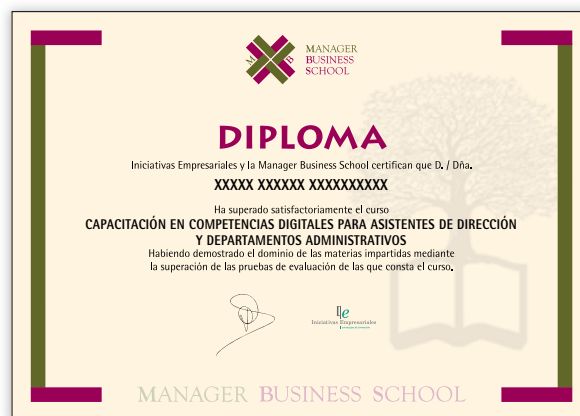 M B
MANAGER
BUSINESS
SCHOOL
DIPLOMA
Iniciativas Empresariales y la Manager Business School certifican que D. / Dña.
XXXXX XXXXXX XXXXXXXXXX
Ha superado satisfactoriamente el curso
CAPACITACIÓN EN COMPETENCIAS DIGITALES PARA ASISTENTES DE DIRECCIÓN
Y DEPARTAMENTOS ADMINISTRATIVOS
Habiendo demostrado el dominio de las materias impartidas mediante
la superación de las pruebas de evaluación de las que consta el curso.
Ie
Iniciativas Empresariales
MANAGER BUSINESS SCHOOL